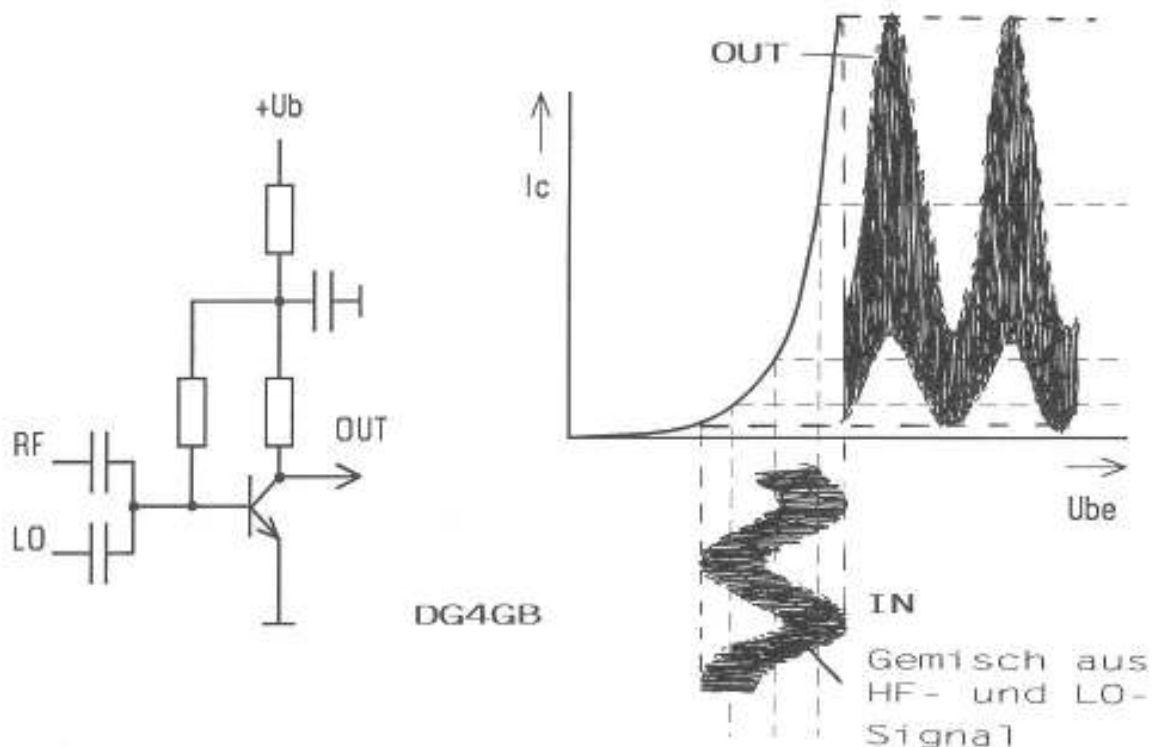 +Ub
RF
LO
OUT
DG4GB
OUT
Ic
Ube
IN
Gemisch aus
HF- und LO-
Signal